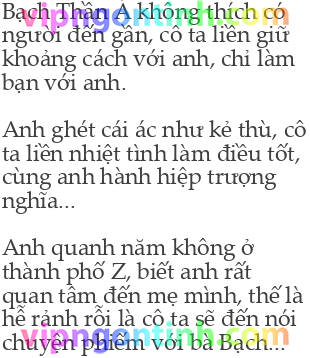 Bạch Thần A không thích có
người đến gần, cô ta liền giữ
khoảng cách với anh, chỉ làm
bạn với anh.
Anh ghét cái ác như kẻ thù, cô
ta liền nhiệt tình làm điều tốt,
cùng anh hành hiệp trượng
nghĩa...
Anh quanh năm không ở
thành phố Z, biết anh rất
quan tâm đến mẹ mình, thế là
hễ rảnh rỗi là cô ta sẽ đến nói
chuyện phiếm với bà Bạch...
vipngontinh.com
vipngontinh.com